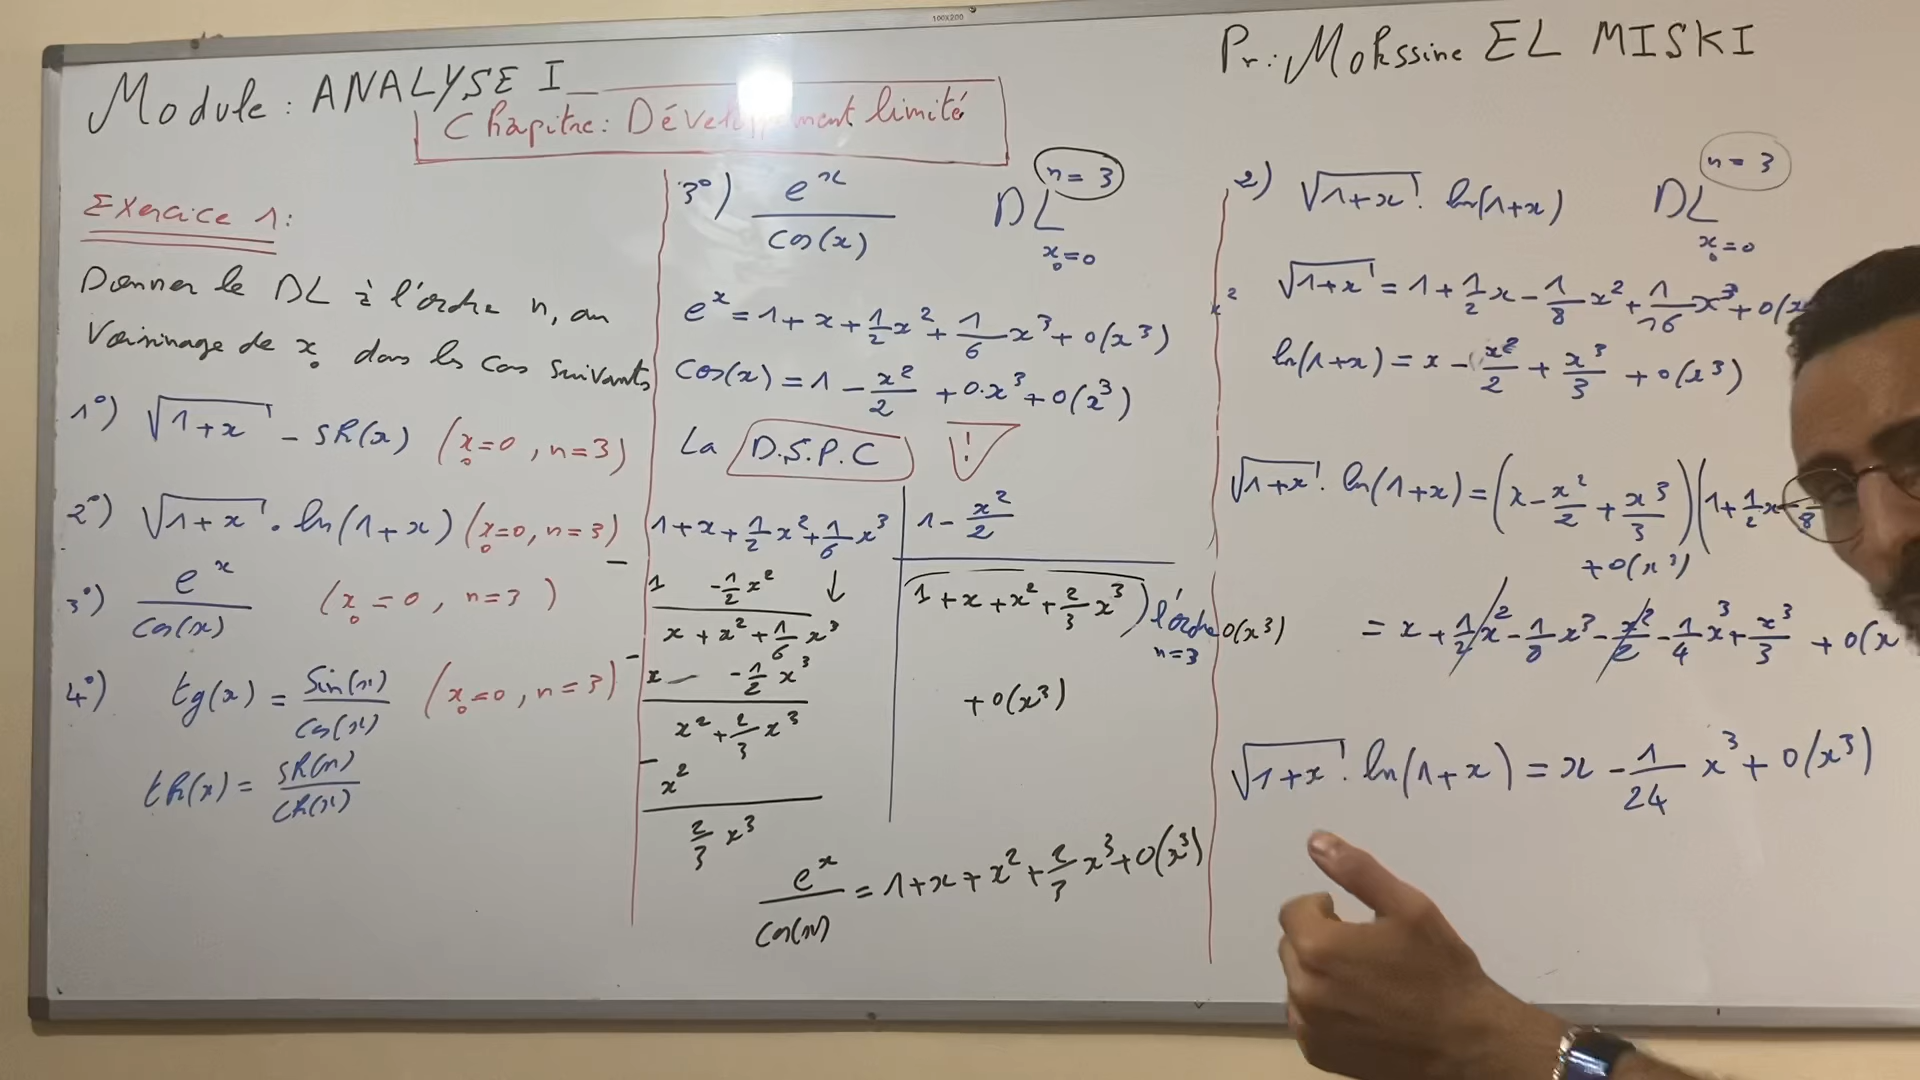 100x200
Module : ANALYSE I
Pr.: Mohssine EL MISKI
Chapitre: Développement limité
Exercice 1:
Donner le DL à l'ordre n, au
Voisinage de x₀ dans les cas suivants
1°) √(1+x) - sh(x) (x₀=0, n=3)
2°) √(1+x) · ln(1+x) (x₀=0, n=3)
3°) e^x / cos(x) (x₀=0, n=3)
4°) tg(x) = Sin(x)/cos(x) (x₀=0, n=3)
th(x) = sh(x)/ch(x)
3°) e^x / cos(x) DL n=3 x₀=0
e^x = 1 + x + 1/2 x² + 1/6 x³ + o(x³)
cos(x) = 1 - x²/2 + 0·x³ + o(x³)
La D.S.P.C !
1 + x + 1/2 x² + 1/6 x³ | 1 - x²/2
- 1 - 1/2 x² ↓ | 1 + x + x² + 2/3 x³ l'ordre n=3
x + x² + 1/6 x³
- x - 1/2 x³ + o(x³)
x² + 2/3 x³
- x²
2/3 x³
e^x / cos(x) = 1 + x + x² + 2/3 x³ + o(x³)
2) √(1+x) · ln(1+x) DL n=3 x₀=0
x² √(1+x) = 1 + 1/2 x - 1/8 x² + 1/16 x³ + o(x
ln(1+x) = x - x²/2 + x³/3 + o(x³)
√(1+x) · ln(1+x) = (x - x²/2 + x³/3)(1 + 1/2 x - /8
+ o(x³)
o(x³) = x + 1/2 x² - 1/8 x³ - x²/2 - 1/4 x³ + x³/3 + o(x
√(1+x) · ln(1+x) = x - 1/24 x³ + o(x³)